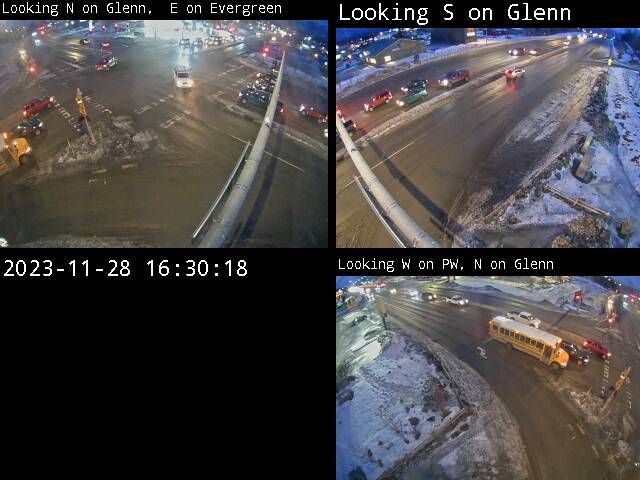 Looking N on Glenn,  E on Evergreen
Looking S on Glenn
2023-11-28 16:30:18
Looking W on PW, N on Glenn